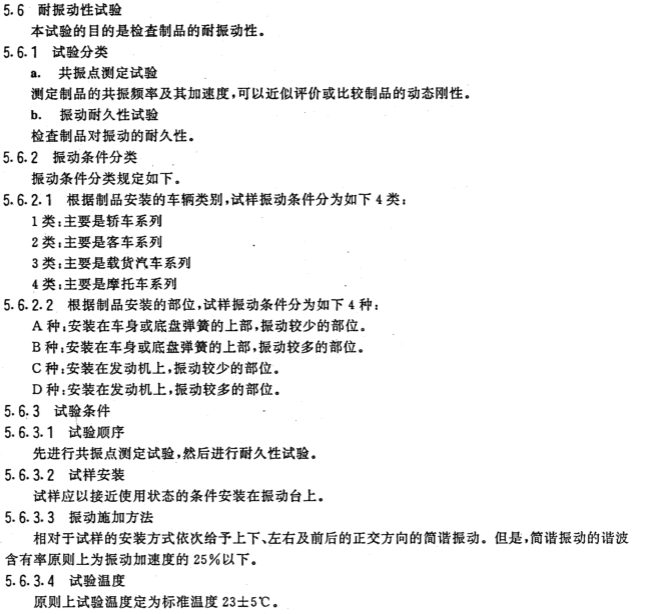 5.6 耐振动性试验
本试验的目的是检查制品的耐振动性。
5.6.1 试验分类
a. 共振点测定试验
测定制品的共振频率及其加速度,可以近似评价或比较制品的动态刚性。
b. 振动耐久性试验
检查制品对振动的耐久性。
5.6.2 振动条件分类
振动条件分类规定如下。
5.6.2.1 根据制品安装的车辆类别,试样振动条件分为如下4类:
1类:主要是轿车系列
2类:主要是客车系列
3类:主要是载货汽车系列
4类:主要是摩托车系列
5.6.2.2 根据制品安装的部位,试样振动条件分为如下4种:
A种:安装在车身或底盘弹簧的上部,振动较少的部位。
B种:安装在车身或底盘弹簧的上部,振动较多的部位。
C种:安装在发动机上,振动较少的部位。
D种:安装在发动机上,振动较多的部位。
5.6.3 试验条件
5.6.3.1 试验顺序
先进行共振点测定试验,然后进行耐久性试验。
5.6.3.2 试样安装
试样应以接近使用状态的条件安装在振动台上。
5.6.3.3 振动施加方法
相对于试样的安装方式依次给予上下、左右及前后的正交方向的简谐振动。但是,简谐振动的谐波
含有率原则上为振动加速度的25%以下。
5.6.3.4 试验温度
原则上试验温度定为标准温度23±5℃。